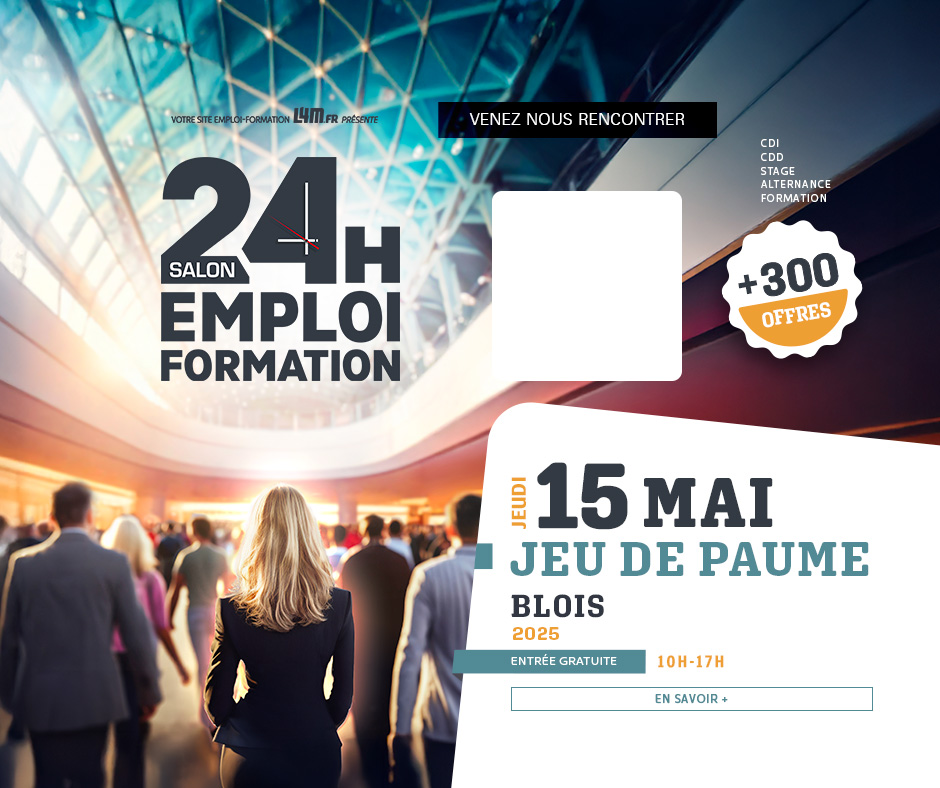 VOTRE SITE EMPLOI-FORMATION L4M.FR PRÉSENTE
24H
SALON
EMPLOI
FORMATION
VENEZ NOUS RENCONTRER
CDI
CDD
STAGE
ALTERNANCE
FORMATION
+300
OFFRES
JEUDI
15 MAI
JEU DE PAUME
BLOIS
2025
ENTRÉE GRATUITE
10H-17H
EN SAVOIR +